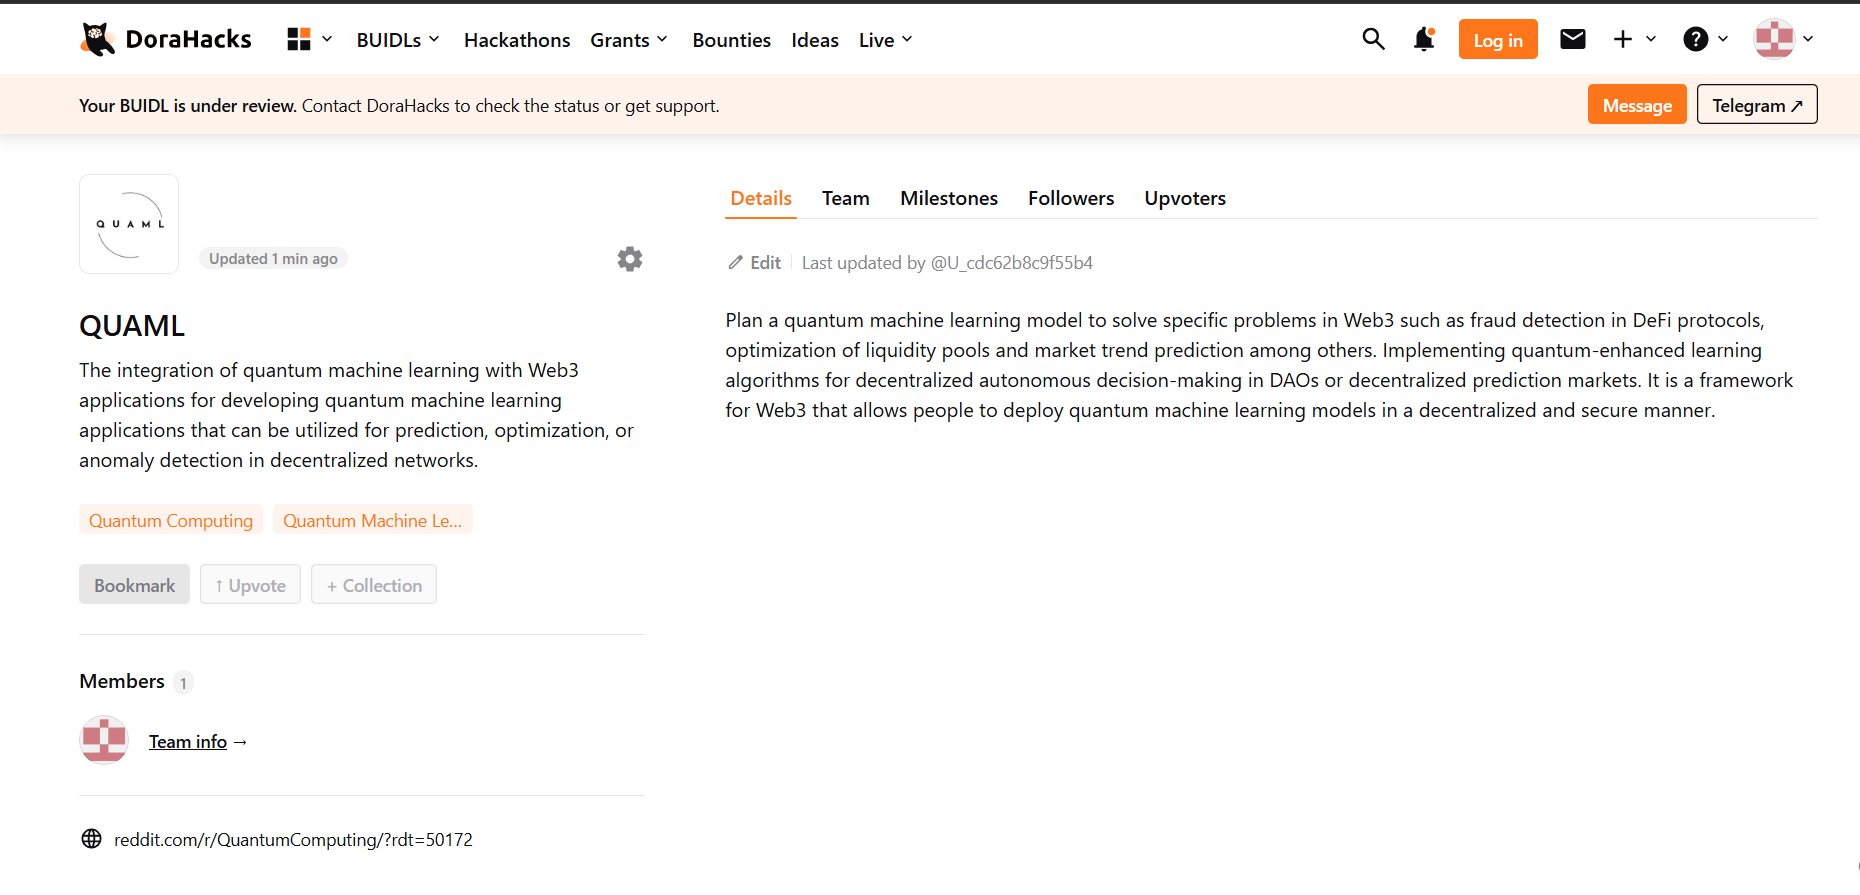 DoraHacks BUIDLs Hackathons Grants Bounties Ideas Live Log in
Your BUIDL is under review. Contact DoraHacks to check the status or get support. Message Telegram ↗
QUAML
Updated 1 min ago
QUAML
The integration of quantum machine learning with Web3
applications for developing quantum machine learning
applications that can be utilized for prediction, optimization, or
anomaly detection in decentralized networks.
Quantum Computing Quantum Machine Le...
Bookmark ↑ Upvote + Collection
Members 1
Team info →
reddit.com/r/QuantumComputing/?rdt=50172
Details Team Milestones Followers Upvoters
Edit Last updated by @U_cdc62b8c9f55b4
Plan a quantum machine learning model to solve specific problems in Web3 such as fraud detection in DeFi protocols,
optimization of liquidity pools and market trend prediction among others. Implementing quantum-enhanced learning
algorithms for decentralized autonomous decision-making in DAOs or decentralized prediction markets. It is a framework
for Web3 that allows people to deploy quantum machine learning models in a decentralized and secure manner.